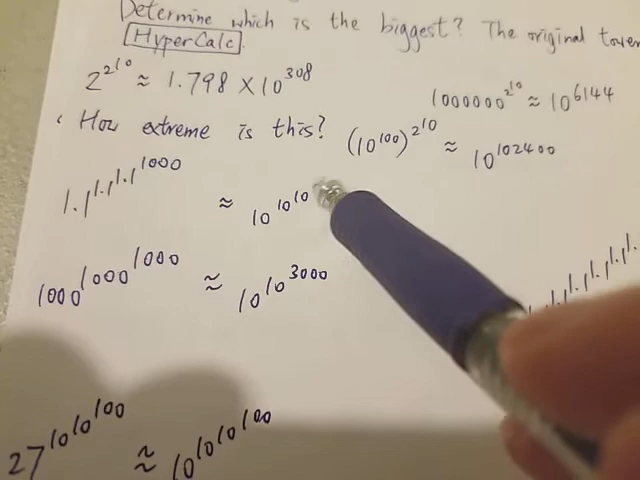 Determine which is the biggest? The original tower
HyperCalc.
2^2^10 ≈ 1.798 × 10^308
1000000^2^10 ≈ 10^6144
How extreme is this? (10^100)^2^10 ≈ 10^102400
1.1^1.1^1.1^1000 ≈ 10^10^10
1000^1000^1000 ≈ 10^10^3000
27^10^10^100 ≈ 10^10^10^100